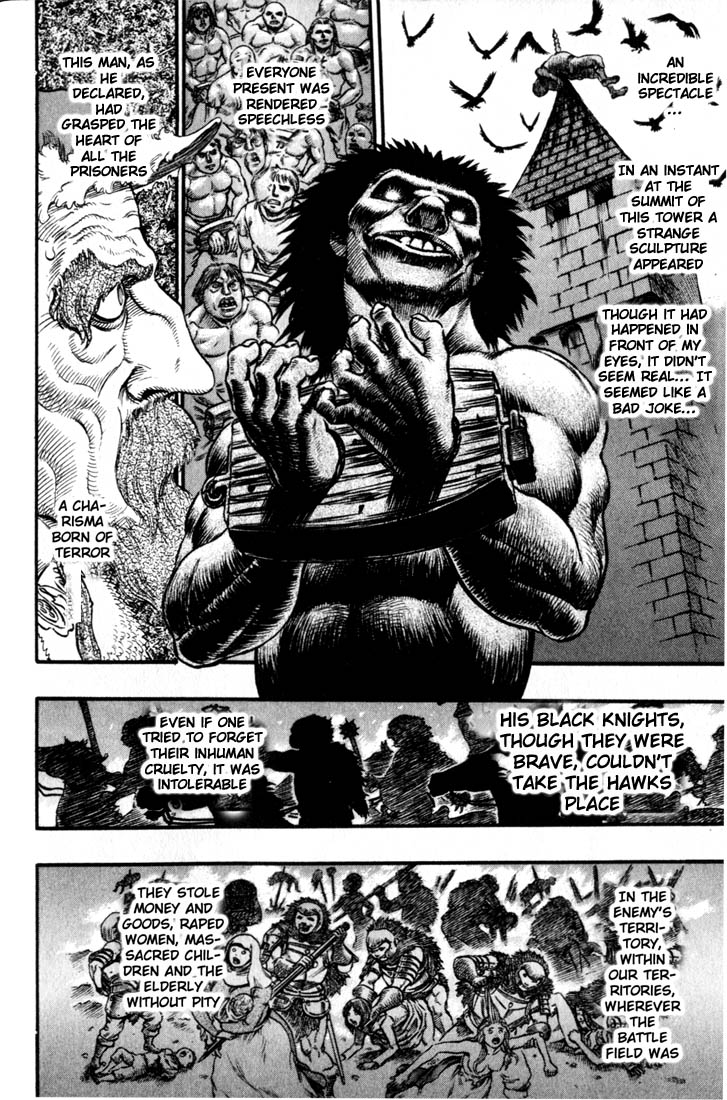 AN
INCREDIBLE
SPECTACLE
...
IN AN INSTANT
AT THE
SUMMIT OF
THIS TOWER A
STRANGE
SCULPTURE
APPEARED
THOUGH IT HAD
HAPPENED IN
FRONT OF MY
EYES, IT DIDN'T
SEEM REAL... IT
SEEMED LIKE A
BAD JOKE...
EVERYONE
PRESENT WAS
RENDERED
SPEECHLESS
THIS MAN, AS
HE
DECLARED,
HAD
GRASPED THE
HEART OF
ALL THE
PRISONERS
A CHA-
RISMA
BORN OF
TERROR
HIS BLACK KNIGHTS,
THOUGH THEY WERE
BRAVE, COULDN'T
TAKE THE HAWKS
PLACE
EVEN IF ONE
TRIED TO FORGET
THEIR INHUMAN
CRUELTY, IT WAS
INTOLERABLE
IN THE
ENEMY'S
TERRI-
TORY,
WITHIN
OUR TER-
RITORIES,
WHEREVER
THE
BATTLE
FIELD WAS
THEY STOLE
MONEY AND
GOODS, RAPED
WOMEN, MAS-
SACRED CHIL-
DREN AND THE
ELDERLY
WITHOUT PITY